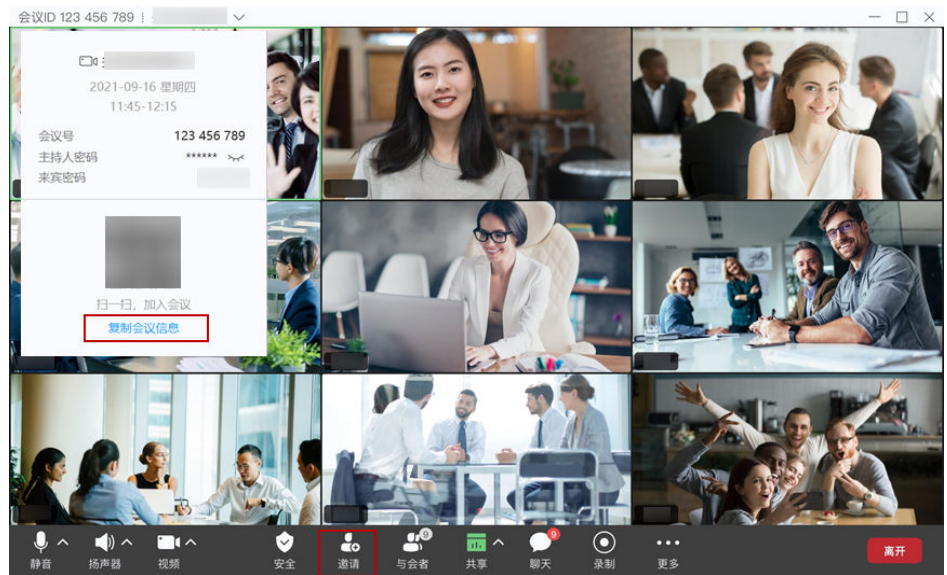 会议ID 123 456 789
2021-09-16 星期四
11:45-12:15
会议号 123 456 789
主持人密码 ******
来宾密码
扫一扫，加入会议
复制会议信息
静音 扬声器 视频 安全 邀请 9 与会者 共享 9 聊天 录制 更多 离开